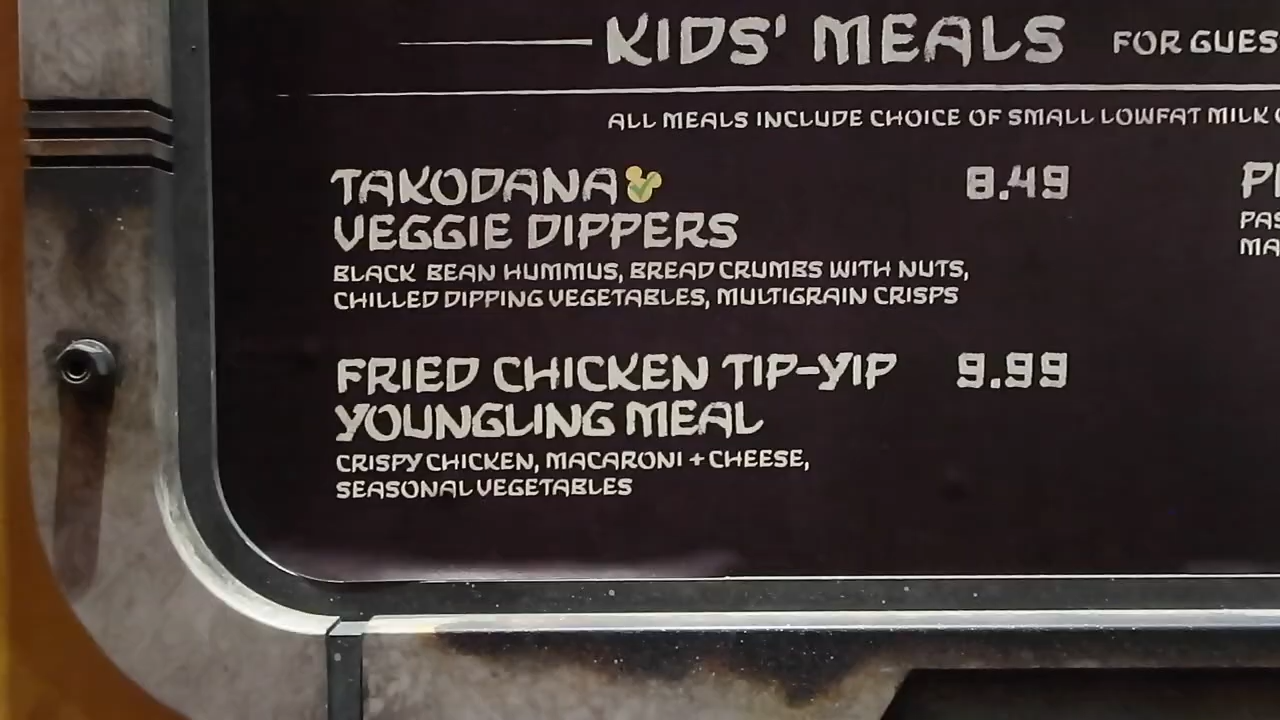 KIDS' MEALS FOR
ALL MEALS INCLUDE CHOICE OF SMALL LOWFAT MILK
TAKODANA 8.49
VEGGIE DIPPERS
BLACK BEAN HUMMUS, BREAD CRUMBS WITH NUTS,
CHILLED DIPPING VEGETABLES, MULTIGRAIN CRISPS
FRIED CHICKEN TIP-YIP 9.99
YOUNGLING MEAL
CRISPY CHICKEN, MACARONI + CHEESE,
SEASONAL VEGETABLES